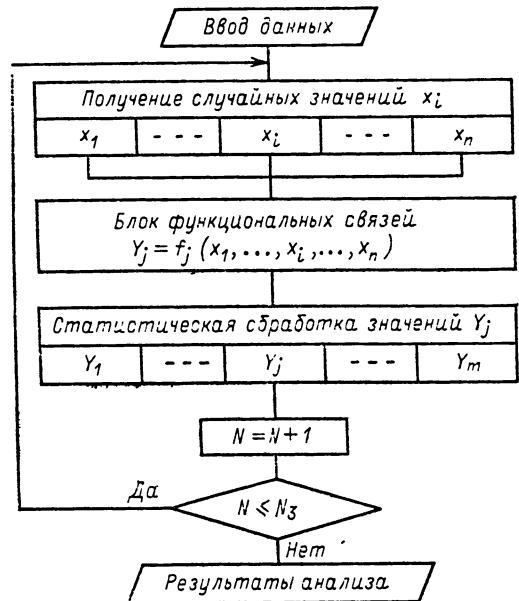 Ввод данных
Получение случайных значений xᵢ
x₁ --- xᵢ --- xₙ
Блок функциональных связей
Yⱼ = fⱼ (x₁,...,xᵢ,...,xₙ)
Статистическая обработка значений Yⱼ
Y₁ --- Yⱼ --- Yₘ
N = N+1
Да
N ≤ N₃
Нет
Результаты анализа